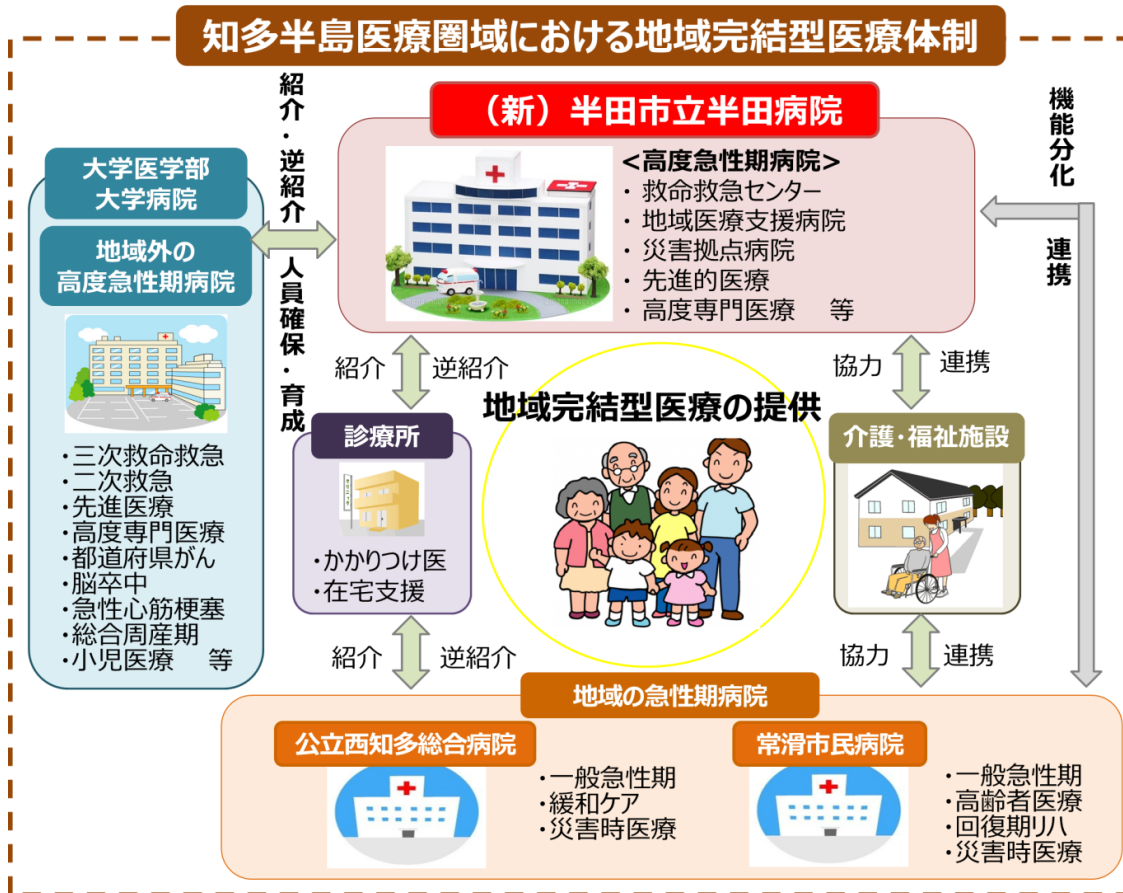 知多半島医療圏域における地域完結型医療体制
紹介・逆紹介
人員確保・育成
機能分化
連携
（新）半田市立半田病院
<高度急性期病院>
・ 救命救急センター
・ 地域医療支援病院
・ 災害拠点病院
・ 先進的医療
・ 高度専門医療　等
大学医学部
大学病院
地域外の
高度急性期病院
・三次救命救急
・二次救急
・先進医療
・高度専門医療
・都道府県がん
・脳卒中
・急性心筋梗塞
・総合周産期
・小児医療　等
紹介
逆紹介
協力
連携
地域完結型医療の提供
診療所
・かかりつけ医
・在宅支援
介護・福祉施設
紹介
逆紹介
協力
連携
地域の急性期病院
公立西知多総合病院
・一般急性期
・緩和ケア
・災害時医療
常滑市民病院
・一般急性期
・高齢者医療
・回復期リハ
・災害時医療